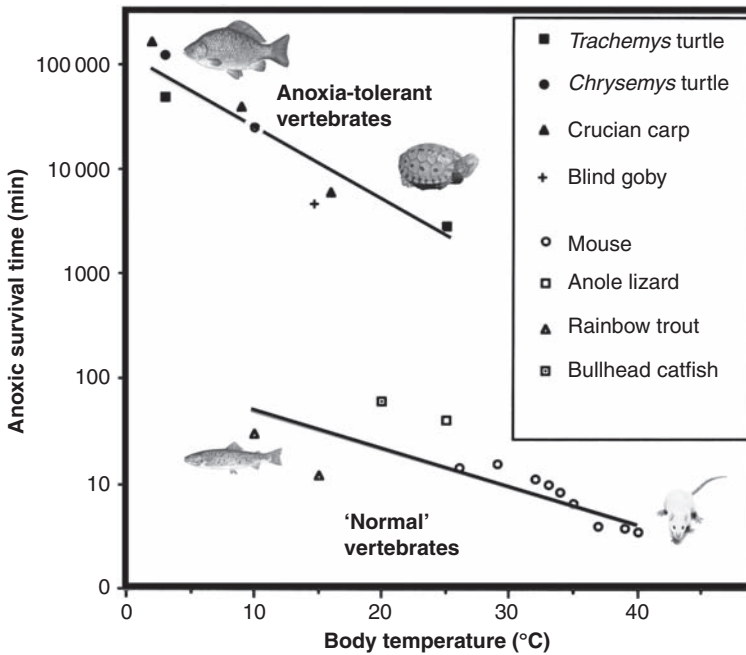 Anoxic survival time (min)
100 000
10 000
1000
100
10
0
Anoxia-tolerant
vertebrates
'Normal'
vertebrates
Trachemys turtle
Chrysemys turtle
Crucian carp
Blind goby
Mouse
Anole lizard
Rainbow trout
Bullhead catfish
0 10 20 30 40
Body temperature (°C)